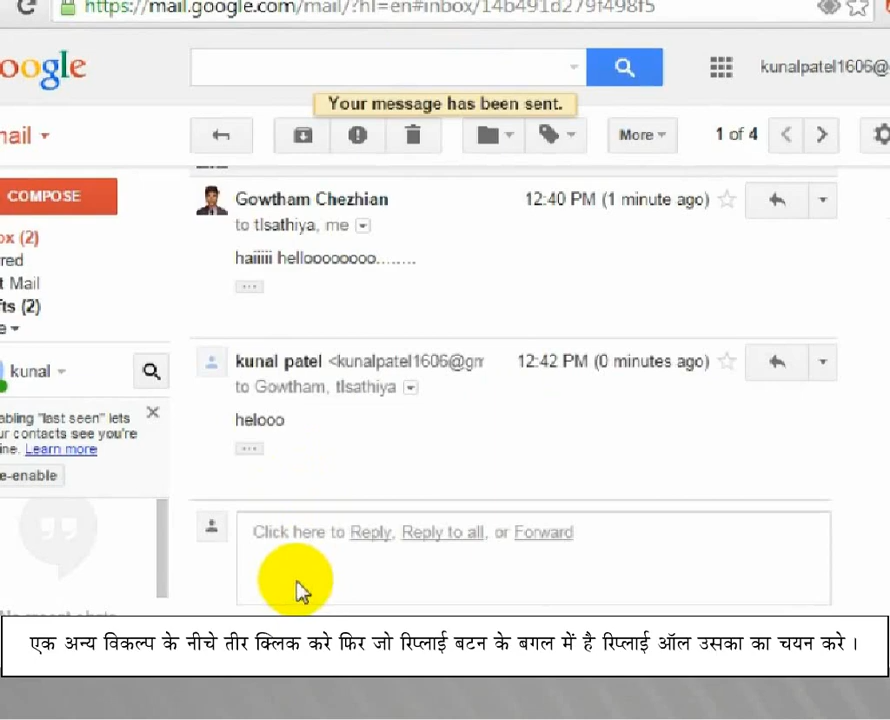 https://mail.google.com/mail/?hl=en#inbox/14b491d279f498f5
oogle
kunalpatel1606@
Your message has been sent.
mail
More
1 of 4
COMPOSE
Gowtham Chezhian
12:40 PM (1 minute ago)
to tlsathiya, me
haiiiii helloooooooo........
ox (2)
red
t Mail
fts (2)
e
kunal
kunal patel <kunalpatel1606@gm
12:42 PM (0 minutes ago)
to Gowtham, tlsathiya
helooo
abling "last seen" lets
ur contacts see you're
ine. Learn more
e-enable
Click here to Reply, Reply to all, or Forward
एक अन्य विकल्प के नीचे तीर क्लिक करे फिर जो रिप्लाई बटन के बगल में है रिप्लाई ऑल उसका का चयन करे ।